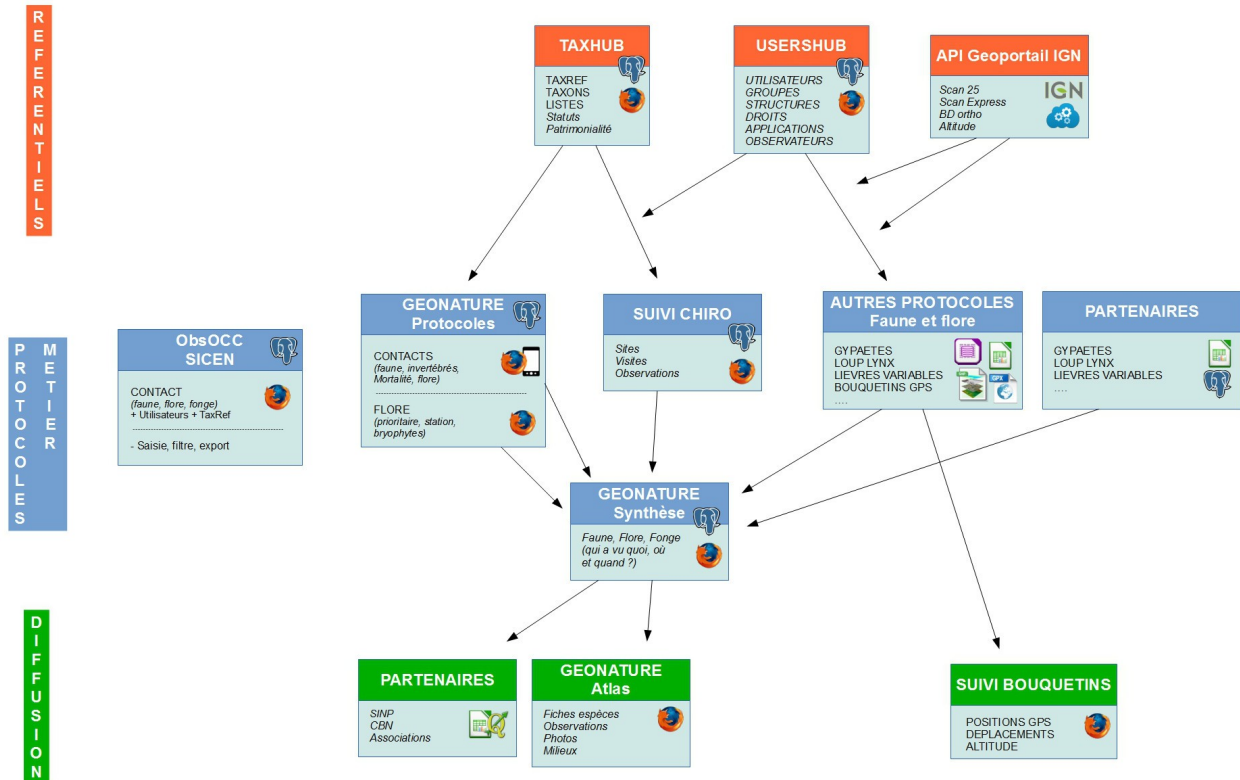 REFERENTIELS
TAXHUB
TAXREF
TAXONS
LISTES
Statuts
Patrimonialité
USERSHUB
UTILISATEURS
GROUPES
STRUCTURES
DROITS
APPLICATIONS
OBSERVATEURS
API Geoportail IGN
Scan 25
Scan Express
BD ortho
Altitude
IGN
PROTOCOLES
METIER
ObsOCC
SICEN
CONTACT
(faune, flore, fonge)
+ Utilisateurs + TaxRef
- Saisie, filtre, export
GEONATURE
Protocoles
CONTACTS
(faune, invertébrés,
Mortalité, flore)
FLORE
(prioritaire, station,
bryophytes)
SUIVI CHIRO
Sites
Visites
Observations
AUTRES PROTOCOLES
Faune et flore
GYPAETES
LOUP LYNX
LIEVRES VARIABLES
BOUQUETINS GPS
....
GPX
PARTENAIRES
GYPAETES
LOUP LYNX
LIEVRES VARIABLES
....
GEONATURE
Synthèse
Faune, Flore, Fonge
(qui a vu quoi, où
et quand ?)
DIFFUSION
PARTENAIRES
SINP
CBN
Associations
GEONATURE
Atlas
Fiches espèces
Observations
Photos
Milieux
SUIVI BOUQUETINS
POSITIONS GPS
DEPLACEMENTS
ALTITUDE